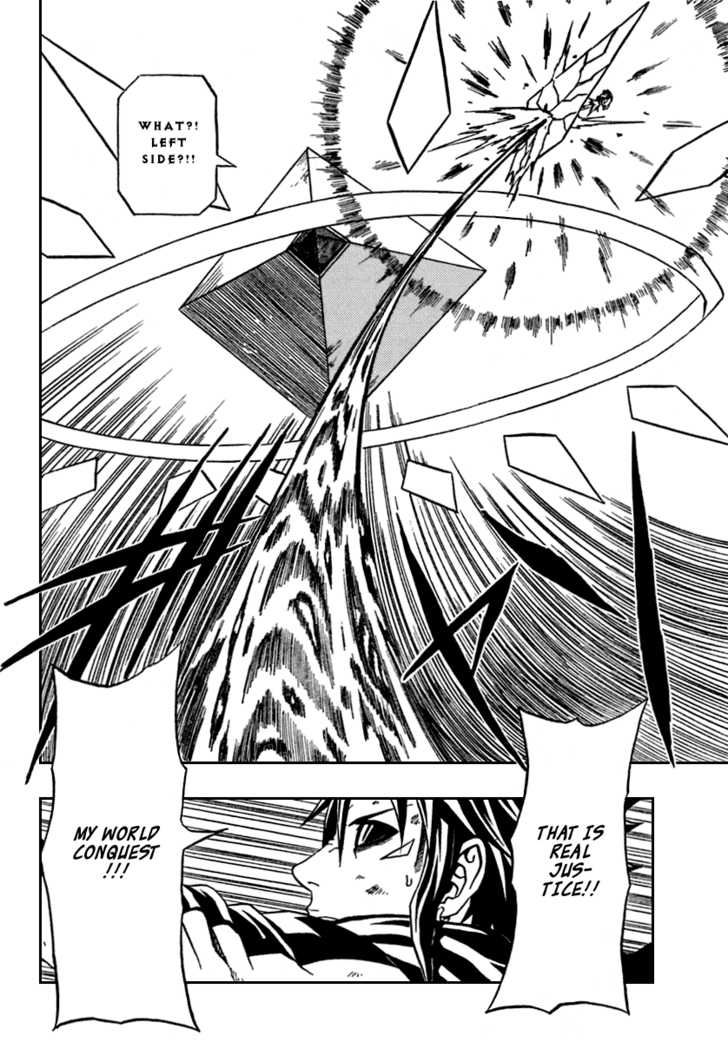 WHAT?!
LEFT
SIDE?!!
THAT IS
REAL
JUS-
TICE!!
MY WORLD
CONQUEST
!!!